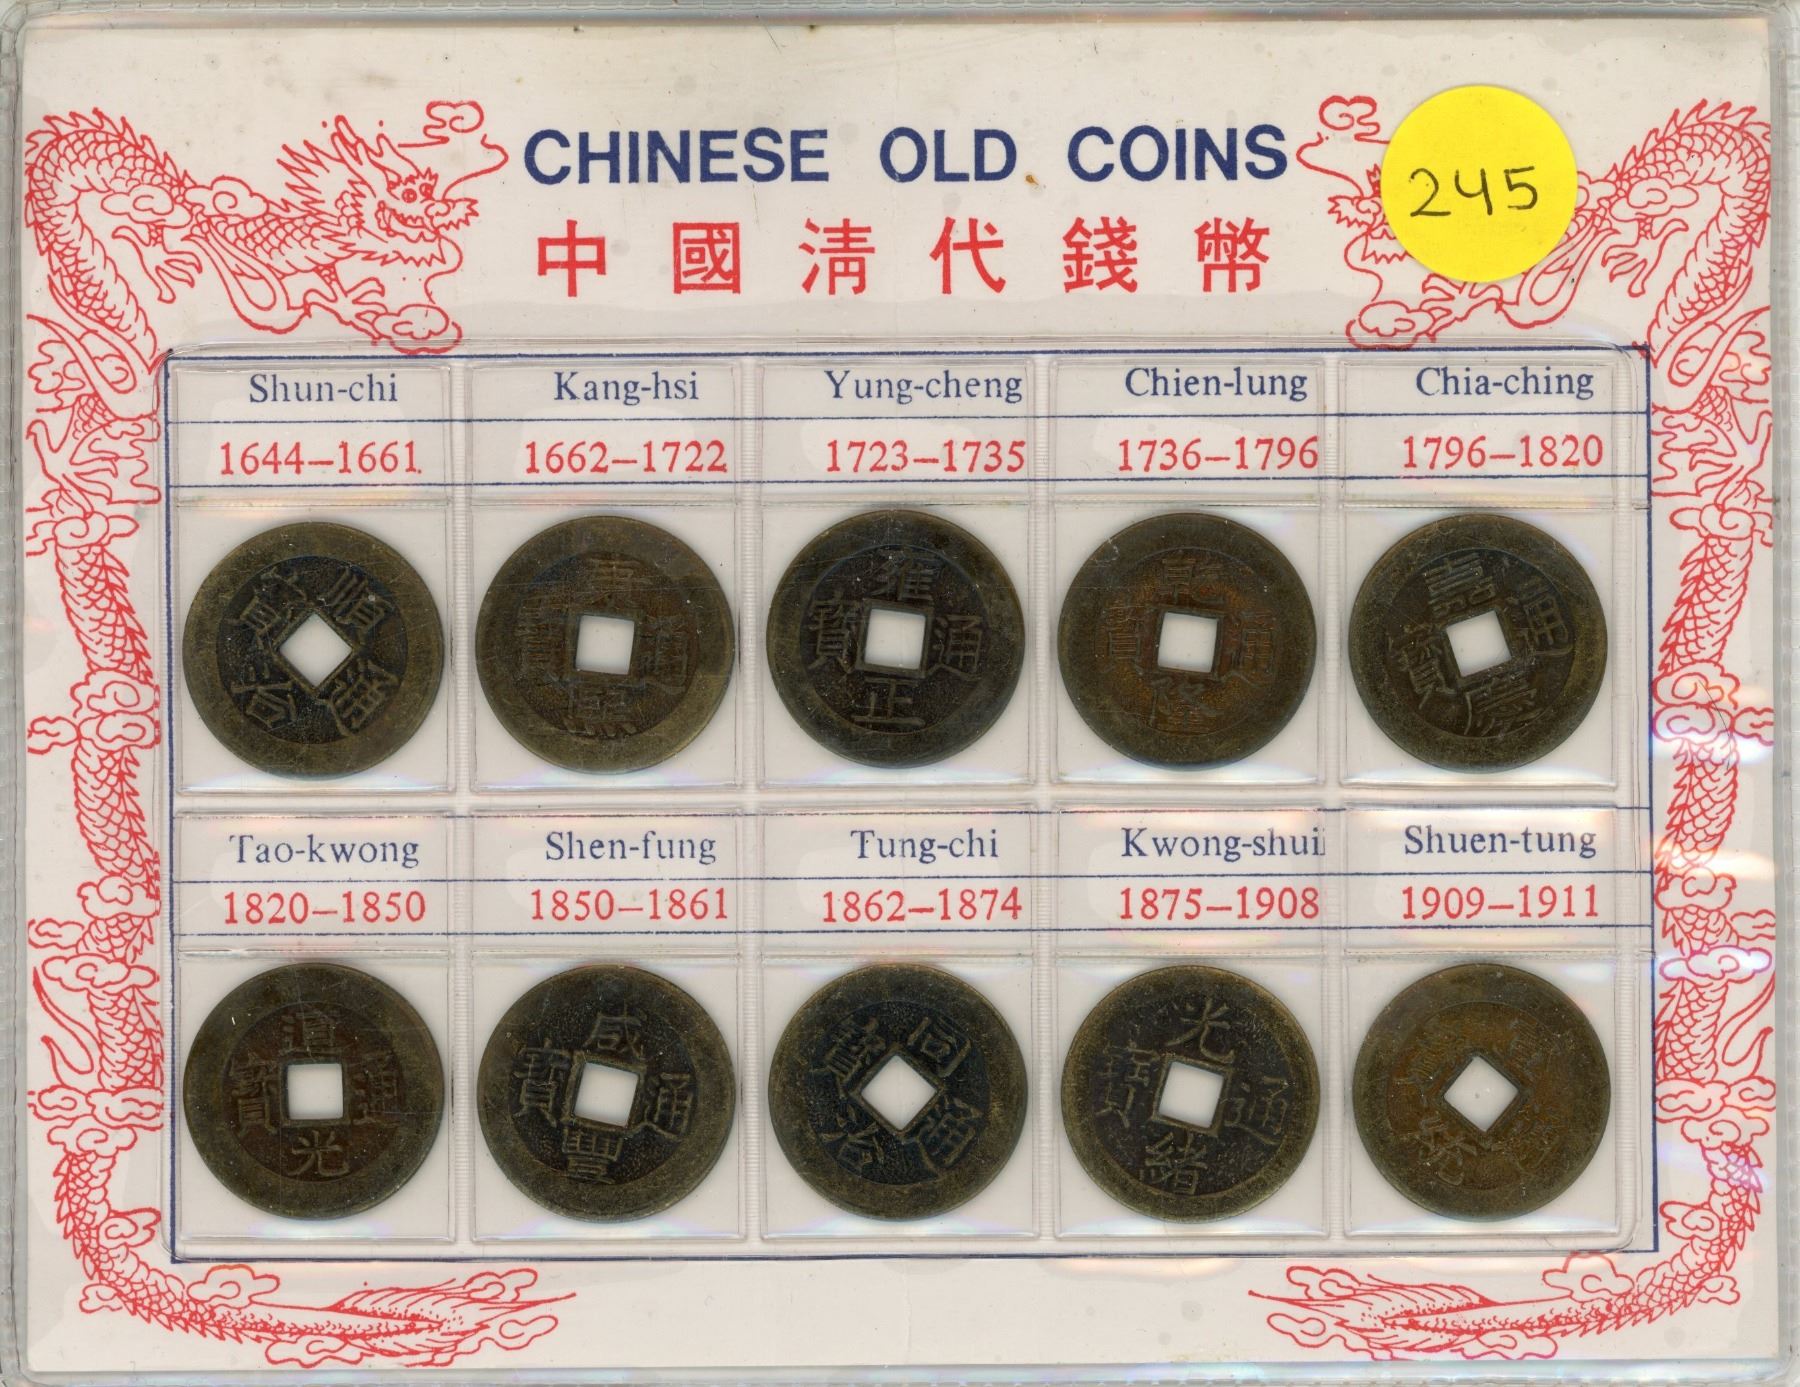 CHINESE OLD COINS
245
中國清代錢幣
Shun-chi Kang-hsi Yung-cheng Chien-lung Chia-ching
1644–1661 1662–1722 1723–1735 1736–1796 1796–1820
順治通寶 康熙通寶 雍正通寶 乾隆通寶 嘉慶通寶
Tao-kwong Shen-fung Tung-chi Kwong-shui Shuen-tung
1820–1850 1850–1861 1862–1874 1875–1908 1909–1911
道光通寶 咸豐通寶 同治通寶 光緒通寶 宣統通寶